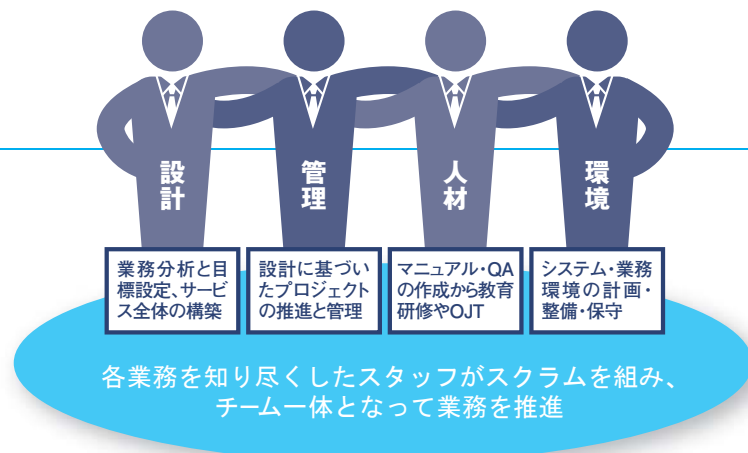 設計
管理
人材
環境
業務分析と目
標設定、サービ
ス全体の構築
設計に基づい
たプロジェクト
の推進と管理
マニュアル・QA
の作成から教育
研修やOJT
システム・業務
環境の計画・
整備・保守
各業務を知り尽くしたスタッフがスクラムを組み、
チーム一体となって業務を推進